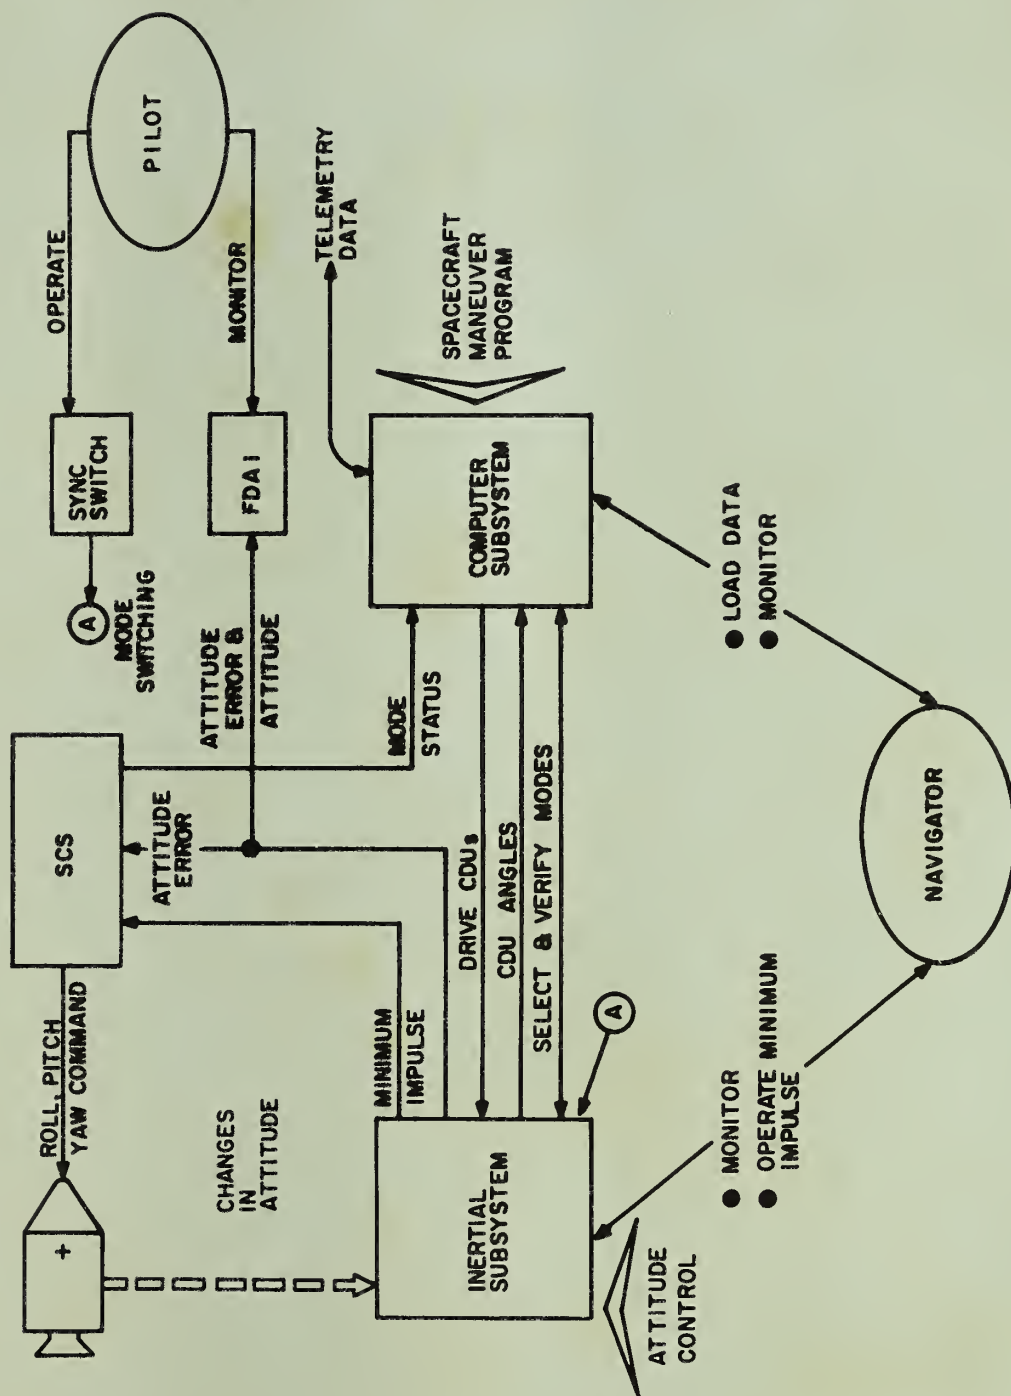 ROLL, PITCH
YAW COMMAND
SCS
MODE
SWITCHING
A
SYNC
SWITCH
OPERATE
PILOT
CHANGES
IN
ATTITUDE
MINIMUM
IMPULSE
ATTITUDE
ERROR
ATTITUDE
ERROR &
ATTITUDE
FDAI
MONITOR
MODE
STATUS
TELEMETRY
DATA
INERTIAL
SUBSYSTEM
DRIVE CDUs
CDU ANGLES
SELECT & VERIFY MODES
COMPUTER
SUBSYSTEM
SPACECRAFT
MANEUVER
PROGRAM
A
ATTITUDE
CONTROL
● MONITOR
● OPERATE MINIMUM
IMPULSE
● LOAD DATA
● MONITOR
NAVIGATOR
+